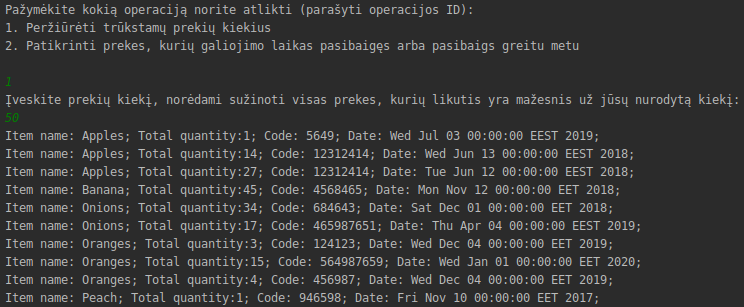 Pažymėkite kokią operaciją norite atlikti (parašyti operacijos ID):
1. Peržiūrėti trūkstamų prekių kiekius
2. Patikrinti prekes, kurių galiojimo laikas pasibaigęs arba pasibaigs greitu metu
1
Įveskite prekių kiekį, norėdami sužinoti visas prekes, kurių likutis yra mažesnis už jūsų nurodytą kiekį:
50
Item name: Apples; Total quantity:1; Code: 5649; Date: Wed Jul 03 00:00:00 EEST 2019;
Item name: Apples; Total quantity:14; Code: 12312414; Date: Wed Jun 13 00:00:00 EEST 2018;
Item name: Apples; Total quantity:27; Code: 12312414; Date: Tue Jun 12 00:00:00 EEST 2018;
Item name: Banana; Total quantity:45; Code: 4568465; Date: Mon Nov 12 00:00:00 EET 2018;
Item name: Onions; Total quantity:34; Code: 684643; Date: Sat Dec 01 00:00:00 EET 2018;
Item name: Onions; Total quantity:17; Code: 465987651; Date: Thu Apr 04 00:00:00 EEST 2019;
Item name: Oranges; Total quantity:3; Code: 124123; Date: Wed Dec 04 00:00:00 EET 2019;
Item name: Oranges; Total quantity:15; Code: 564987659; Date: Wed Jan 01 00:00:00 EET 2020;
Item name: Oranges; Total quantity:4; Code: 456987; Date: Wed Dec 04 00:00:00 EET 2019;
Item name: Peach; Total quantity:1; Code: 946598; Date: Fri Nov 10 00:00:00 EET 2017;